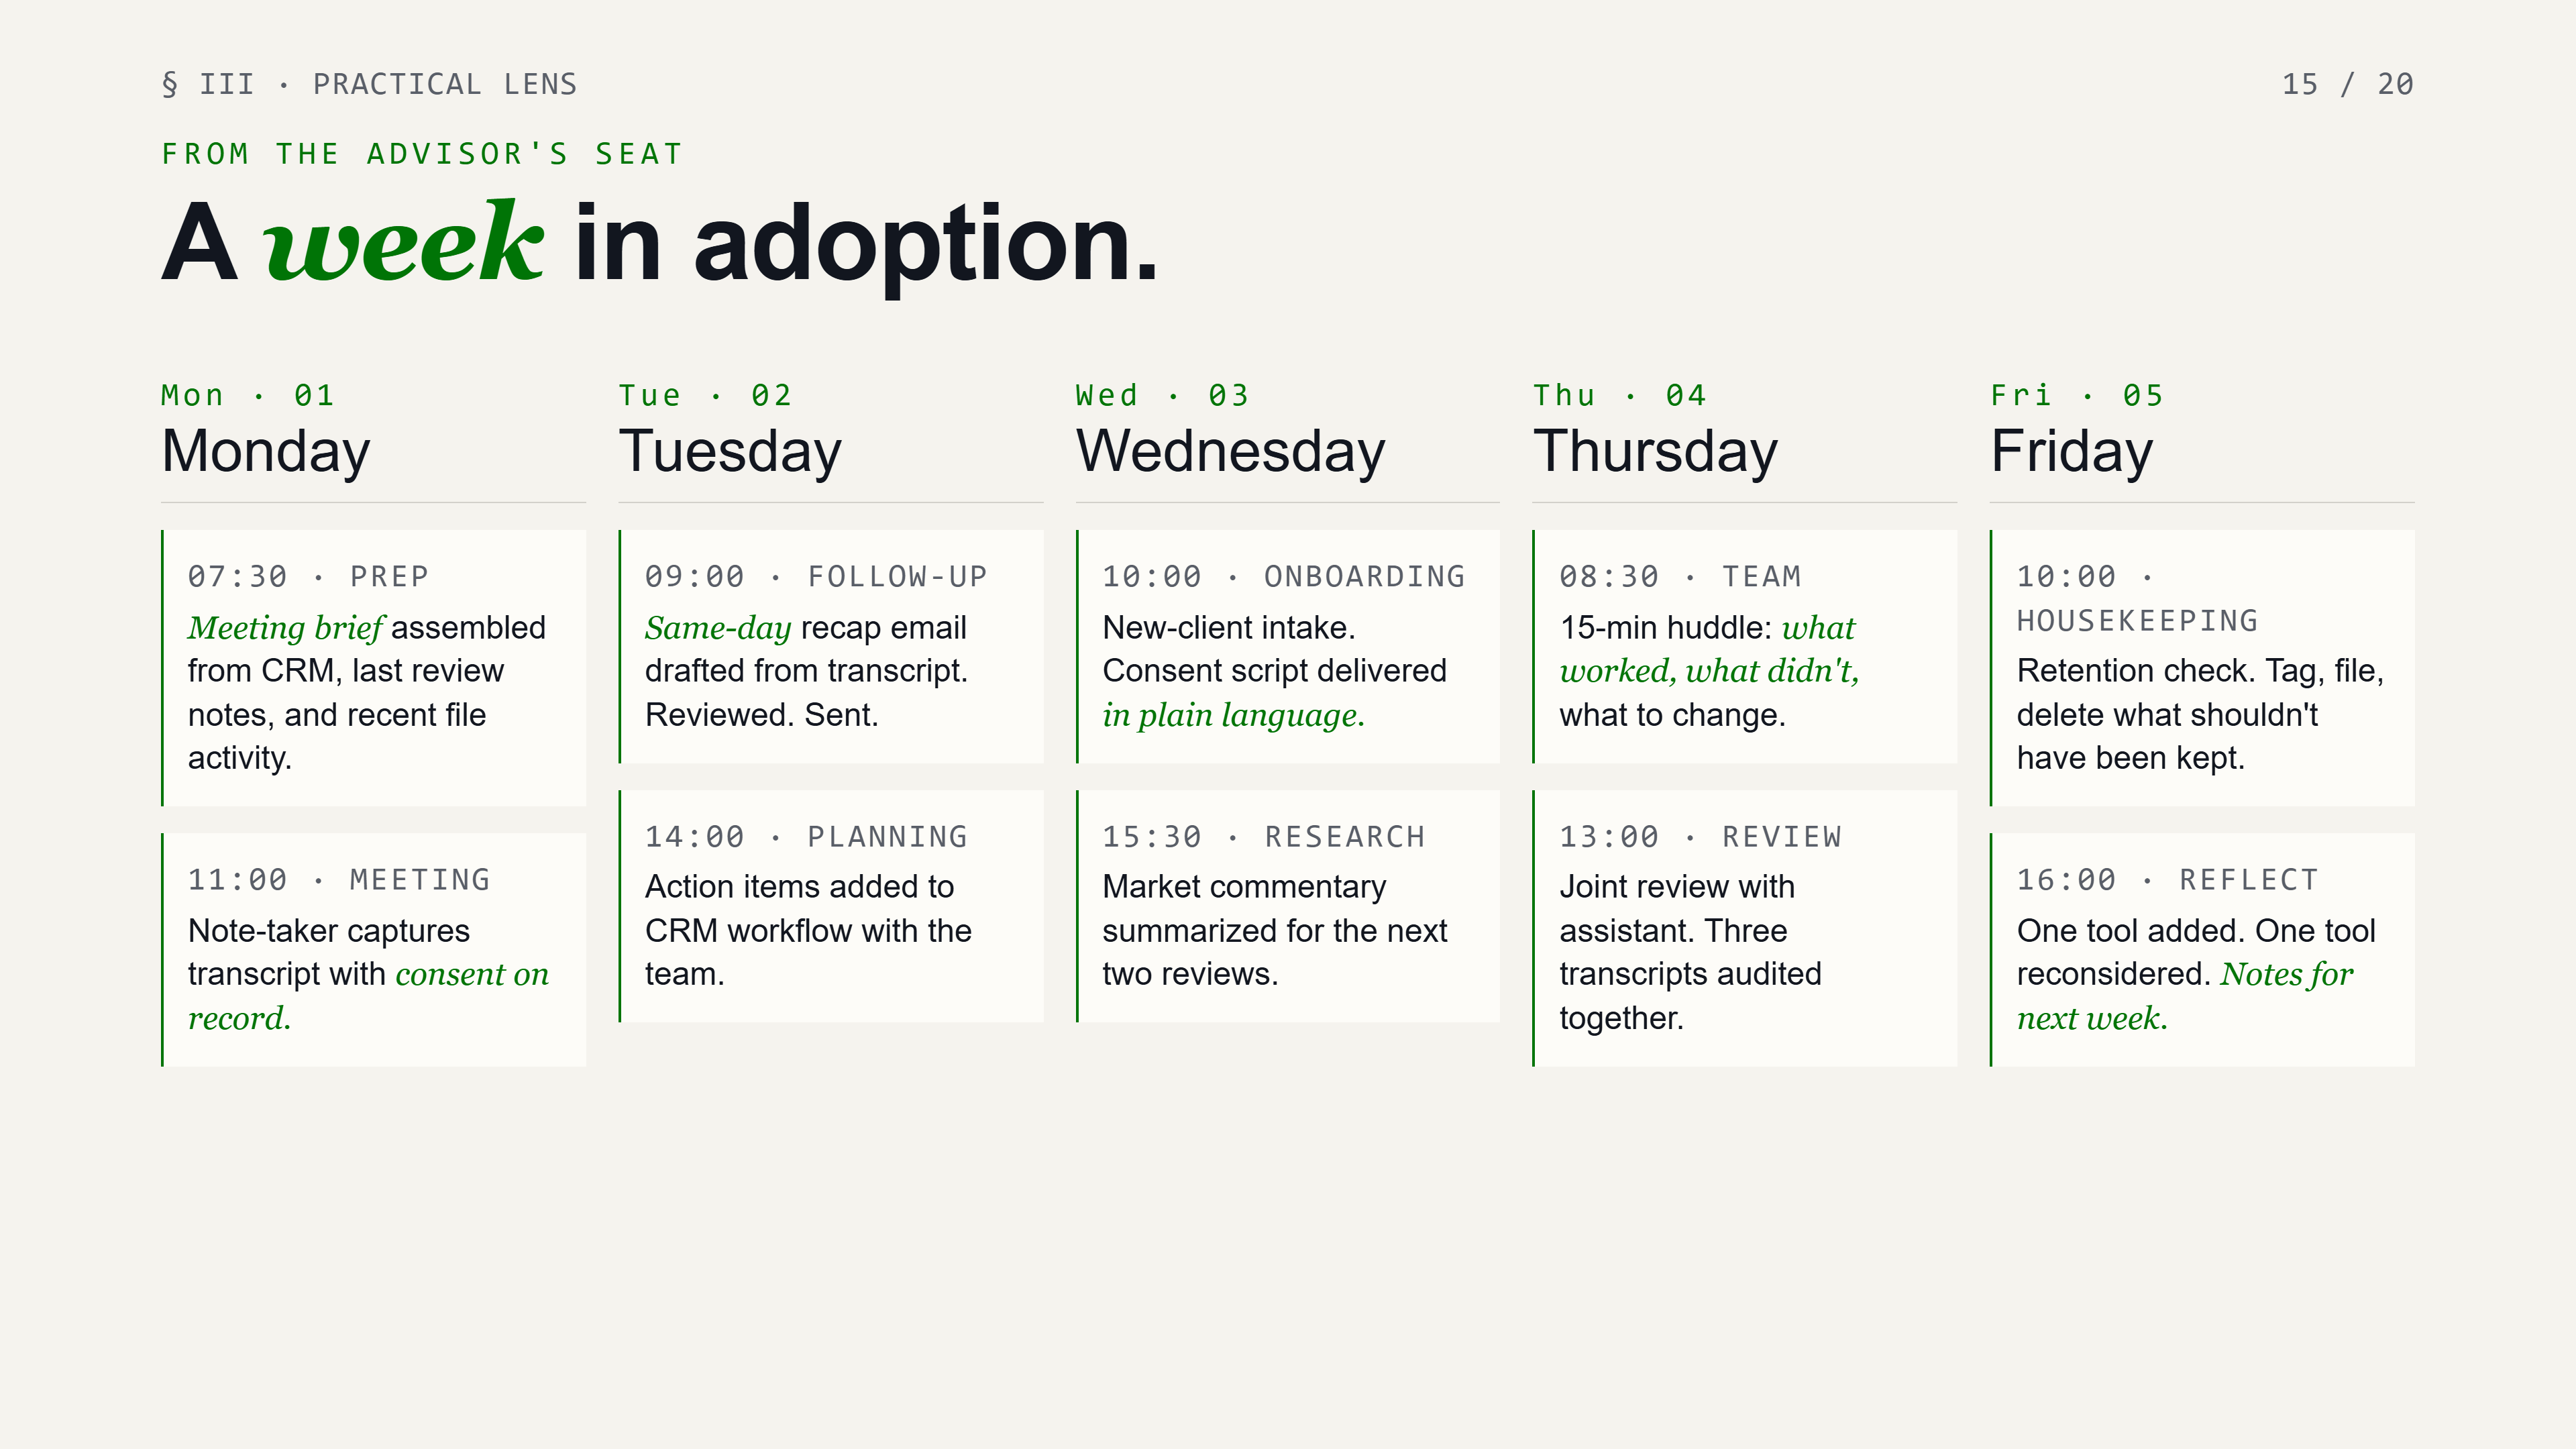 § III · PRACTICAL LENS
15 / 20
FROM THE ADVISOR'S SEAT
A week in adoption.
Mon · 01
Monday
07:30 · PREP
Meeting brief assembled
from CRM, last review
notes, and recent file
activity.
11:00 · MEETING
Note-taker captures
transcript with consent on
record.
Tue · 02
Tuesday
09:00 · FOLLOW-UP
Same-day recap email
drafted from transcript.
Reviewed. Sent.
14:00 · PLANNING
Action items added to
CRM workflow with the
team.
Wed · 03
Wednesday
10:00 · ONBOARDING
New-client intake.
Consent script delivered
in plain language.
15:30 · RESEARCH
Market commentary
summarized for the next
two reviews.
Thu · 04
Thursday
08:30 · TEAM
15-min huddle: what
worked, what didn't,
what to change.
13:00 · REVIEW
Joint review with
assistant. Three
transcripts audited
together.
Fri · 05
Friday
10:00 ·
HOUSEKEEPING
Retention check. Tag, file,
delete what shouldn't
have been kept.
16:00 · REFLECT
One tool added. One tool
reconsidered. Notes for
next week.